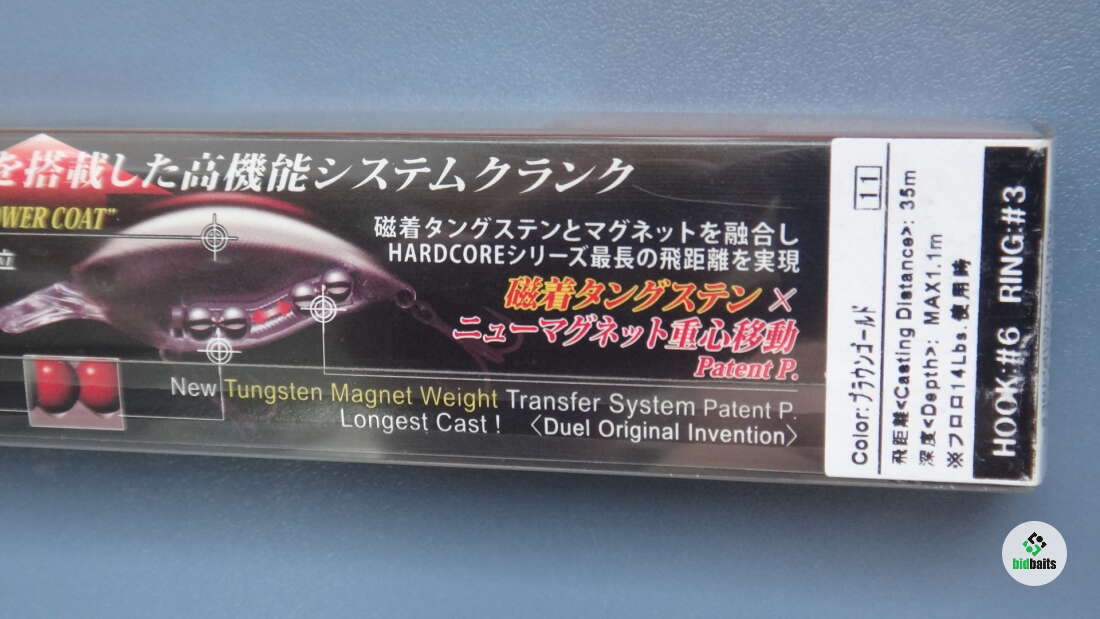 を搭載した高機能システムクランク
OWER COAT”
位
磁着タングステンとマグネットを融合し
HARDCOREシリーズ最長の飛距離を実現
磁着タングステン×
ニューマグネット重心移動
Patent P.
New Tungsten Magnet Weight Transfer System Patent P.
Longest Cast ! 〈Duel Original Invention〉
11
Color:ブラウンゴールド
飛距離<Casting Distance>: 35m
深度<Depth>: MAX1.1m
※フロロ14Lbs.使用時
HOOK:#6 RING:#3
bidbaits